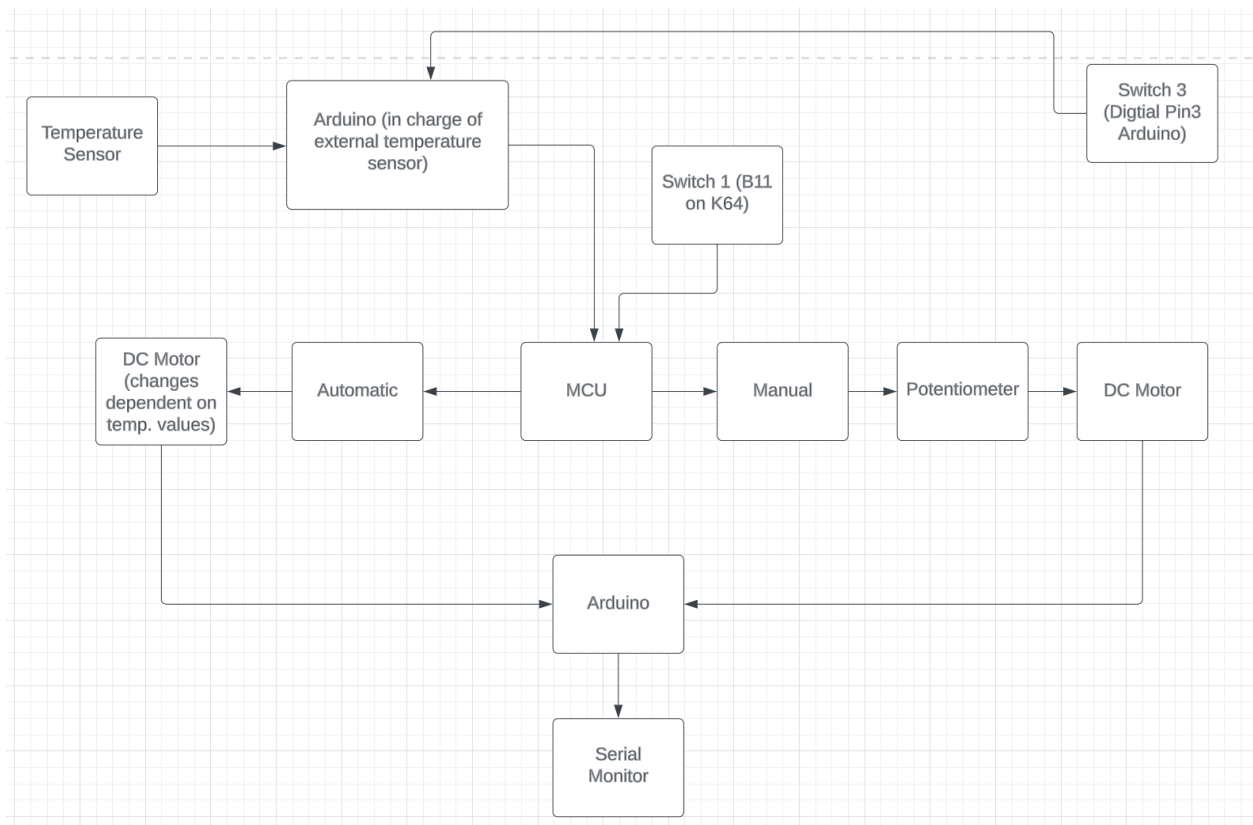 Temperature
Sensor
Arduino (in charge of
external temperature
sensor)
Switch 3
(Digtial Pin3
Arduino)
Switch 1 (B11
on K64)
DC Motor
(changes
dependent on
temp. values)
Automatic
MCU
Manual
Potentiometer
DC Motor
Arduino
Serial
Monitor